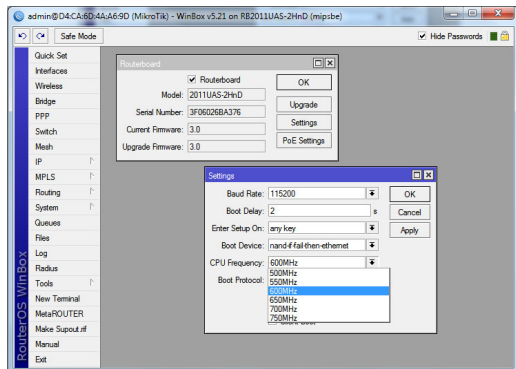 admin@D4:CA:6D:4A:A6:9D (MikroTik) - WinBox v5.21 on RB2011UAS-2HnD (mipsbe)
Safe Mode
Hide Passwords
Quick Set
Interfaces
Wireless
Bridge
PPP
Switch
Mesh
IP
MPLS
Routing
System
Queues
Files
Log
Radius
Tools
New Terminal
MetaROUTER
Make Supout.rif
Manual
Exit
RouterOS WinBox
Routerboard
Routerboard
Model: 2011UAS-2HnD
Serial Number: 3F06026BA376
Current Firmware: 3.0
Upgrade Firmware: 3.0
OK
Upgrade
Settings
PoE Settings
Settings
Baud Rate: 115200
Boot Delay: 2 s
Enter Setup On: any key
Boot Device: nand-if-fail-then-ethernet
CPU Frequency: 600MHz
Boot Protocol:
500MHz
550MHz
600MHz
650MHz
700MHz
750MHz
OK
Cancel
Apply